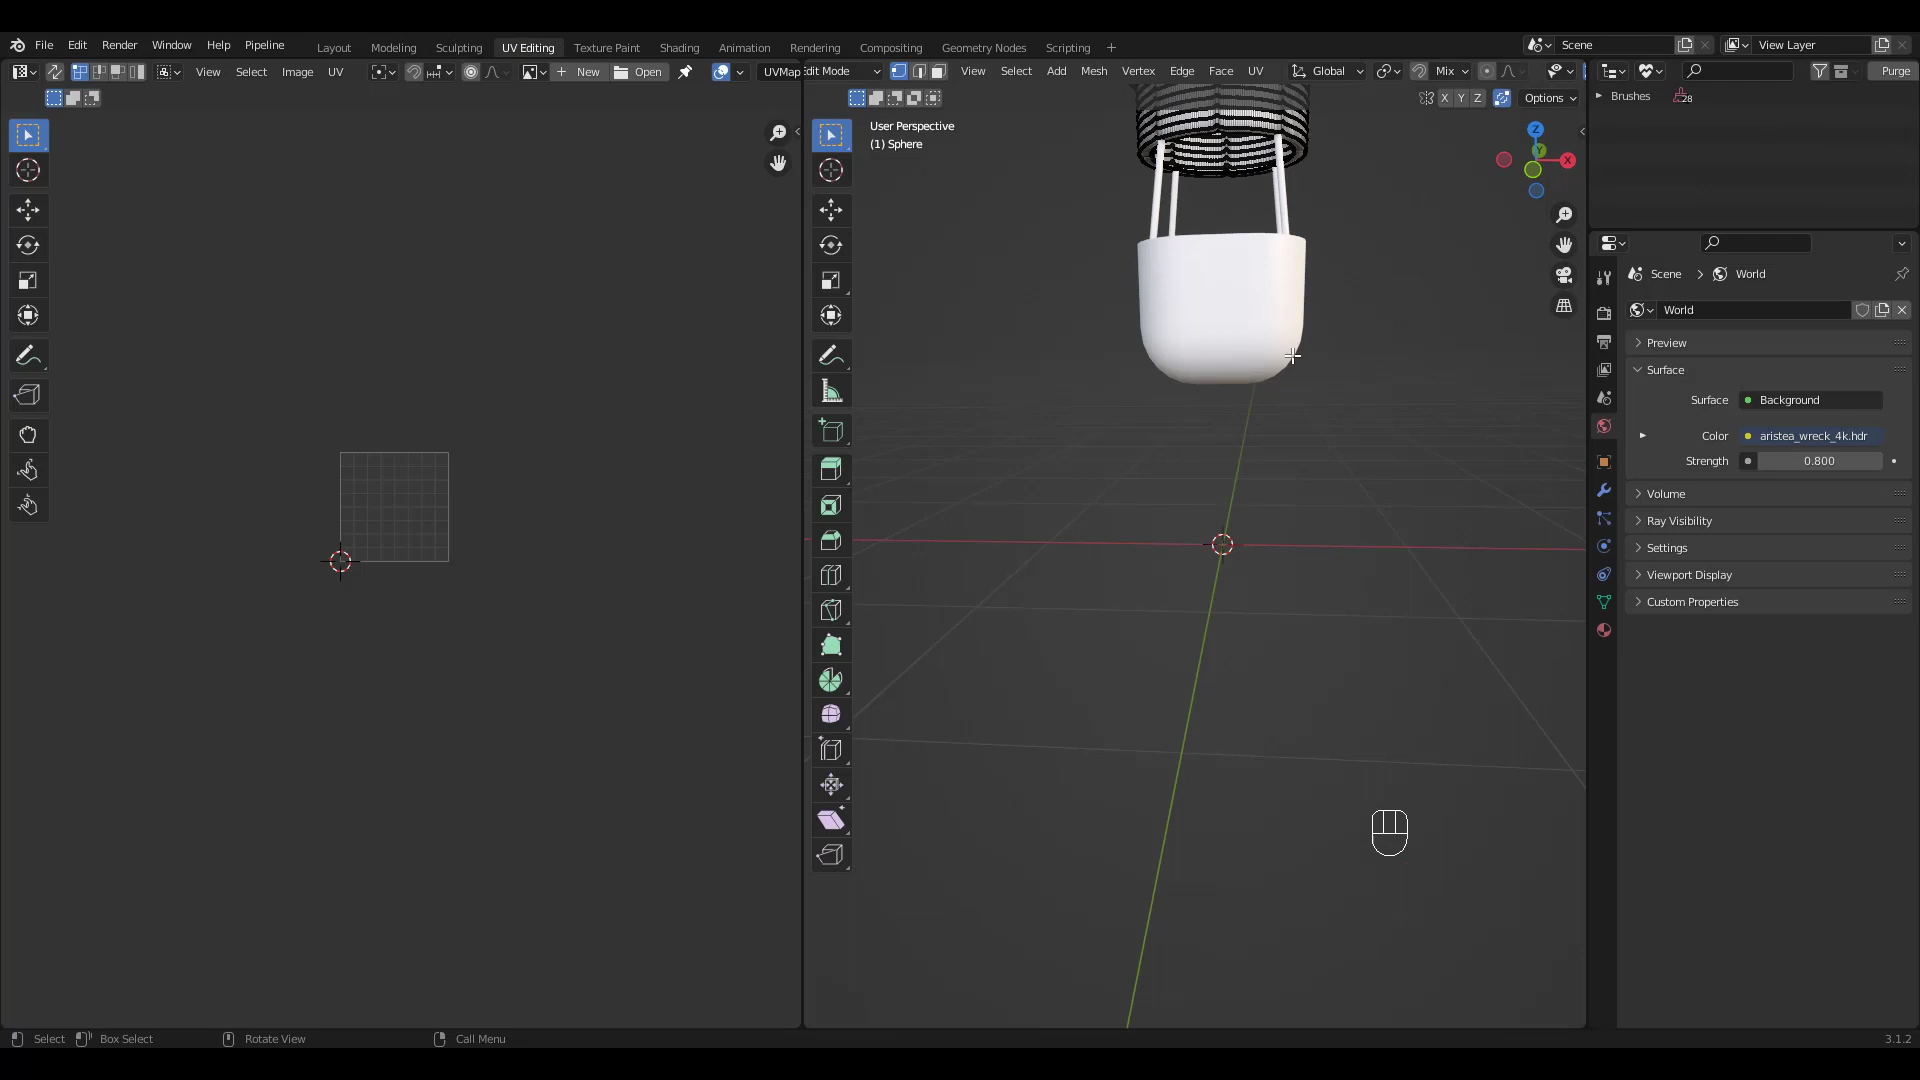 File Edit Render Window Help Pipeline Layout Modeling Sculpting UV Editing Texture Paint Shading Animation Rendering Compositing Geometry Nodes Scripting + Scene View Layer
View Select Image UV New Open UVMap dit Mode View Select Add Mesh Vertex Edge Face UV Global Mix Purge
X Y Z Options
Brushes 28
User Perspective
(1) Sphere
Z
Y
X
Scene World
World
Preview
Surface
Surface Background
Color aristea_wreck_4k.hdr
Strength 0.800
Volume
Ray Visibility
Settings
Viewport Display
Custom Properties
Select Box Select Rotate View Call Menu 3.1.2